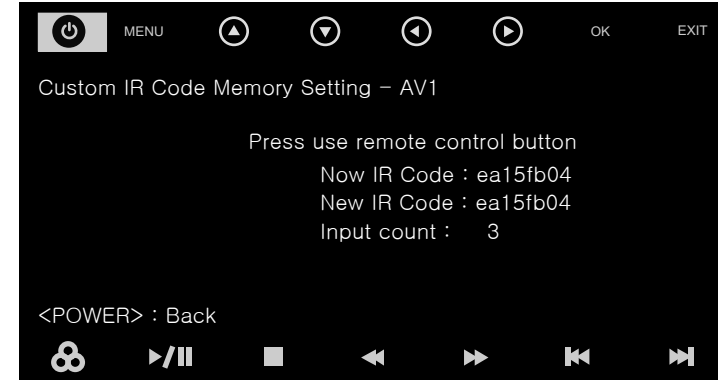 MENU OK EXIT
Custom IR Code Memory Setting - AV1
Press use remote control button
Now IR Code : ea15fb04
New IR Code : ea15fb04
Input count : 3
<POWER> : Back